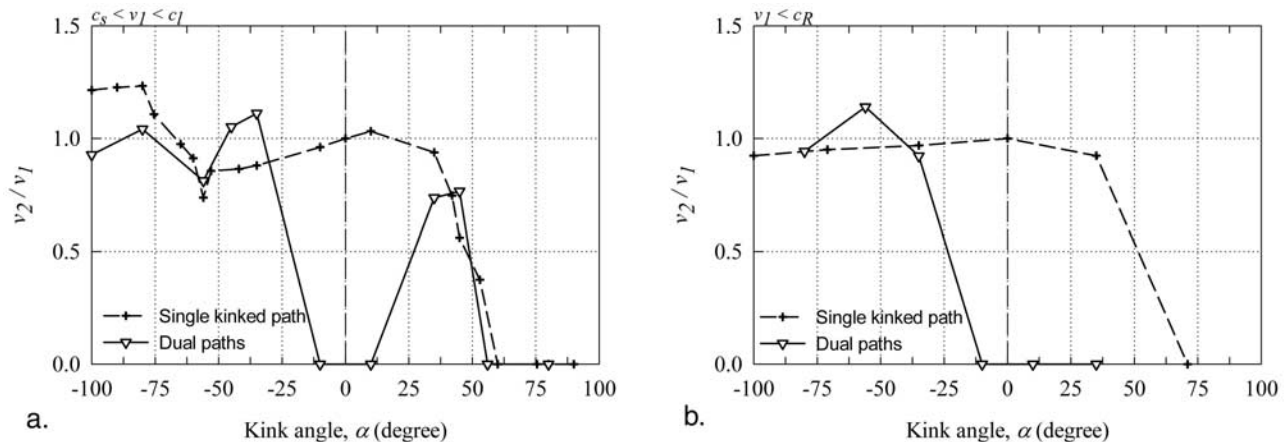 c_s < v_1 < c_l
1.5
1.0
0.5
0.0
v_2 / v_1
Single kinked path
Dual paths
-100 -75 -50 -25 0 25 50 75 100
a.
Kink angle, α (degree)
v_1 < c_R
1.5
1.0
0.5
0.0
v_2 / v_1
Single kinked path
Dual paths
-100 -75 -50 -25 0 25 50 75 100
b.
Kink angle, α (degree)